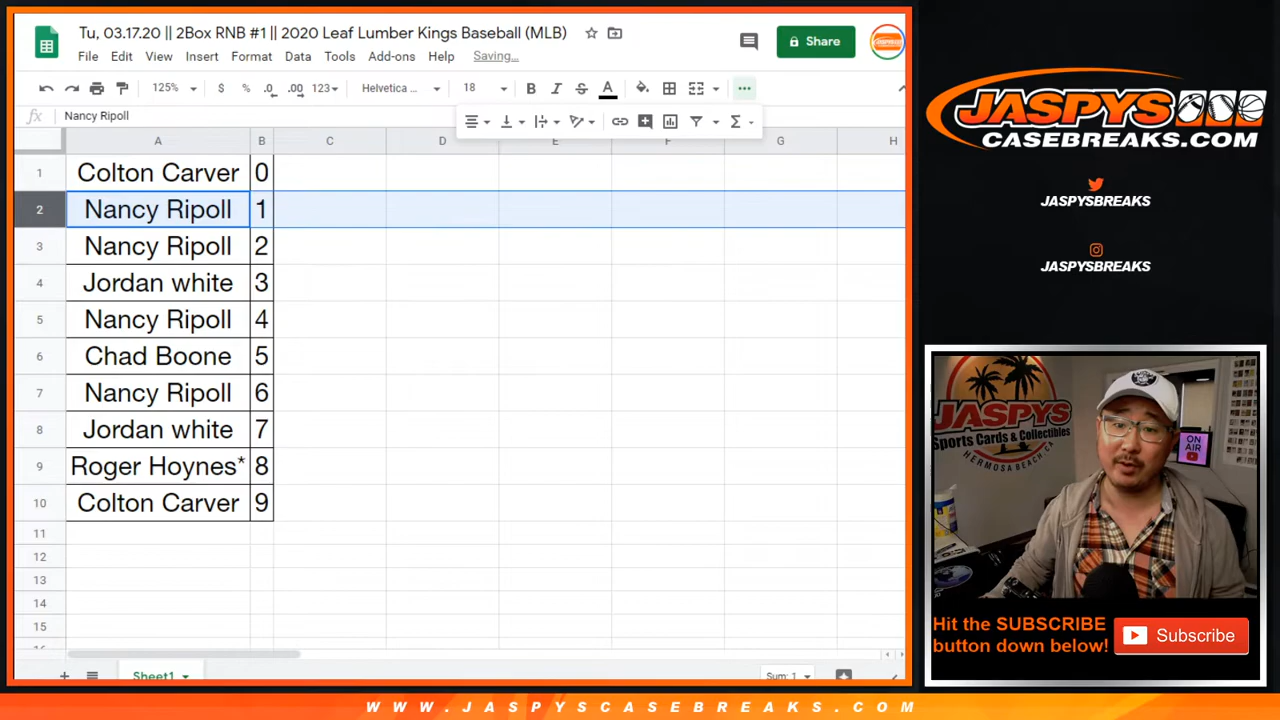 Tu, 03.17.20 || 2Box RNB #1 || 2020 Leaf Lumber Kings Baseball (MLB)
Share
File Edit View Insert Format Data Tools Add-ons Help Saving...
125% $ % .0 .00 123 Helvetica ... 18 B I S A
fx Nancy Ripoll
A B C D E F G H
1 Colton Carver 0
2 Nancy Ripoll 1
3 Nancy Ripoll 2
4 Jordan white 3
5 Nancy Ripoll 4
6 Chad Boone 5
7 Nancy Ripoll 6
8 Jordan white 7
9 Roger Hoynes* 8
10 Colton Carver 9
11
12
13
14
15
Sheet1
Sum: 1
JASPYS
CASEBREAKS.COM
JASPYSBREAKS
JASPYSBREAKS
JASPYS
Sports Cards & Collectibles
HERMOSA BEACH, CA
ON
AIR
Hit the SUBSCRIBE
button down below!
Subscribe
WWW.JASPYSCASEBREAKS.COM